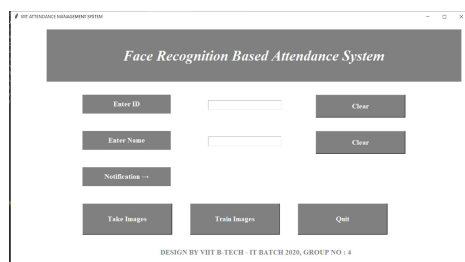 VIIT ATTENDANCE MANAGEMENT SYSTEM
Face Recognition Based Attendance System
Enter ID
Clear
Enter Name
Clear
Notification →
Take Images Train Images Quit
DESIGN BY VIIT B-TECH - IT BATCH 2020, GROUP NO : 4